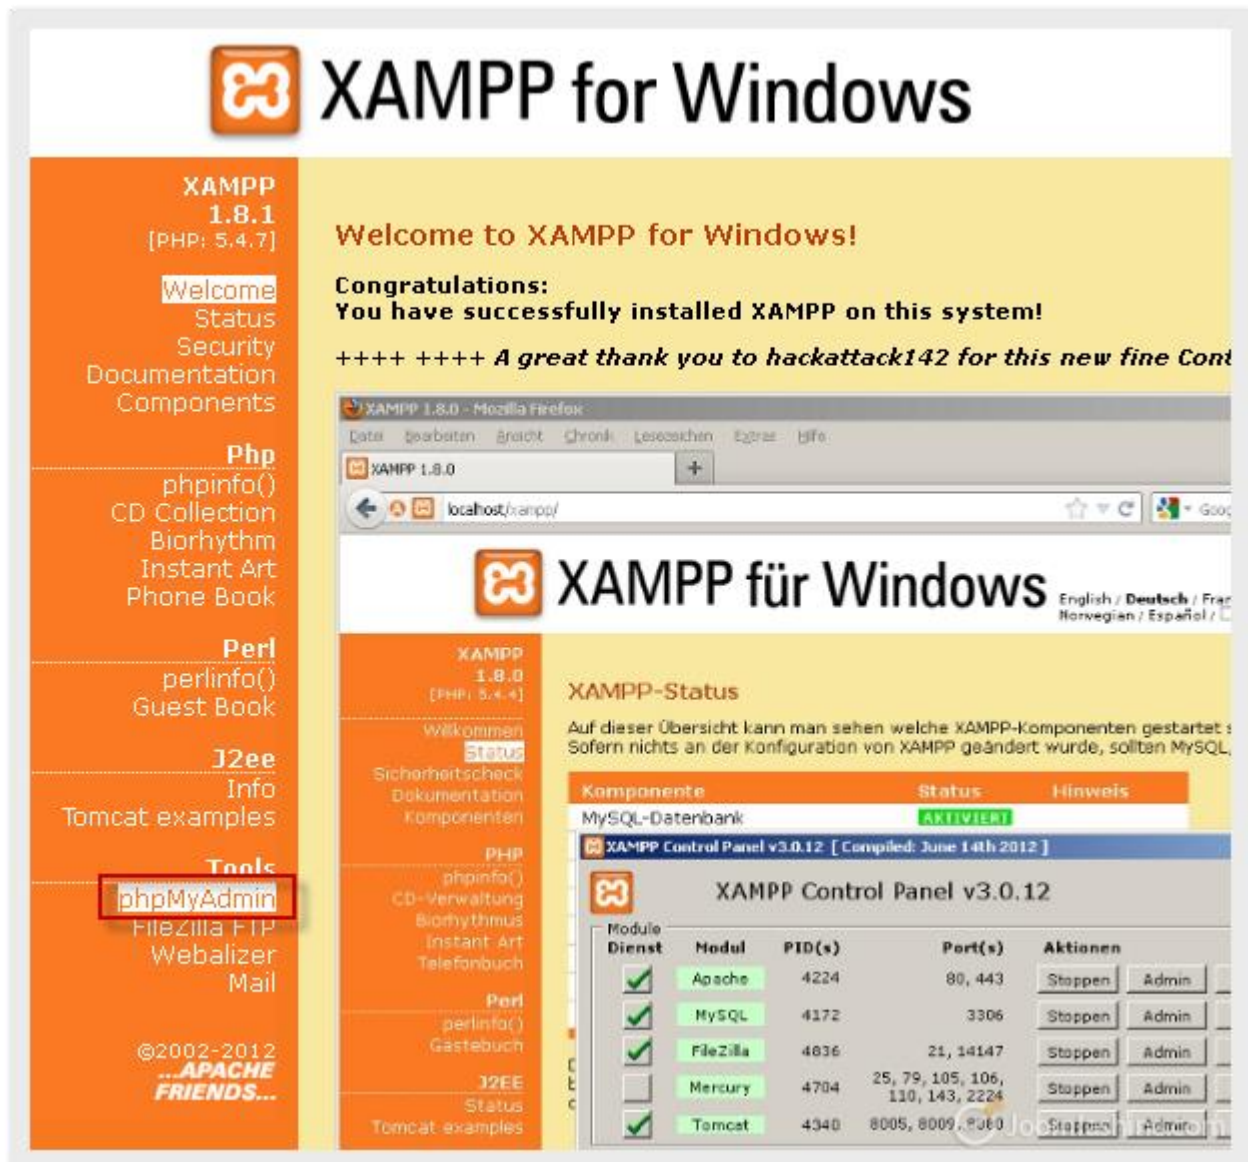 XAMPP for Windows
XAMPP
1.8.1
[PHP: 5.4.7]
Welcome
Status
Security
Documentation
Components
Php
phpinfo()
CD Collection
Biorhythm
Instant Art
Phone Book
Perl
perlinfo()
Guest Book
J2ee
Info
Tomcat examples
Tools
phpMyAdmin
FileZilla FTP
Webalizer
Mail
©2002-2012
...APACHE
FRIENDS...
Welcome to XAMPP for Windows!
Congratulations:
You have successfully installed XAMPP on this system!
++++ ++++ A great thank you to hackattack142 for this new fine Cont
XAMPP 1.8.0 - Mozilla Firefox
Datei Bearbeiten Ansicht Chronik Lesezeichen Extras Hilfe
XAMPP 1.8.0 +
localhost/xampp/ Goog
XAMPP für Windows
English / Deutsch / Fran
Norwegian / Español /
XAMPP
1.8.0
[PHP: 5.4.4]
Willkommen
Status
Sicherheitscheck
Dokumentation
Komponenten
PHP
phpinfo()
CD-Verwaltung
Biorhythmus
Instant Art
Telefonbuch
Perl
perlinfo()
Gästebuch
J2EE
Status
Tomcat examples
XAMPP-Status
Auf dieser Übersicht kann man sehen welche XAMPP-Komponenten gestartet s
Sofern nichts an der Konfiguration von XAMPP geändert wurde, sollten MySQL,
Komponente Status Hinweis
MySQL-Datenbank AKTIVIERT
XAMPP Control Panel v3.0.12 [ Compiled: June 14th 2012 ]
XAMPP Control Panel v3.0.12
Module
Dienst Modul PID(s) Port(s) Aktionen
Apache 4224 80, 443 Stoppen Admin
MySQL 4172 3306 Stoppen Admin
FileZilla 4836 21, 14147 Stoppen Admin
Mercury 4704 25, 79, 105, 106, 110, 143, 2224 Stoppen Admin
Tomcat 4340 8005, 8009, 8080 Stoppen Admin